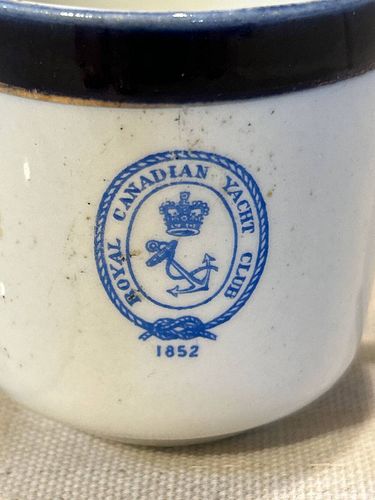 ROYAL CANADIAN YACHT CLUB
1852